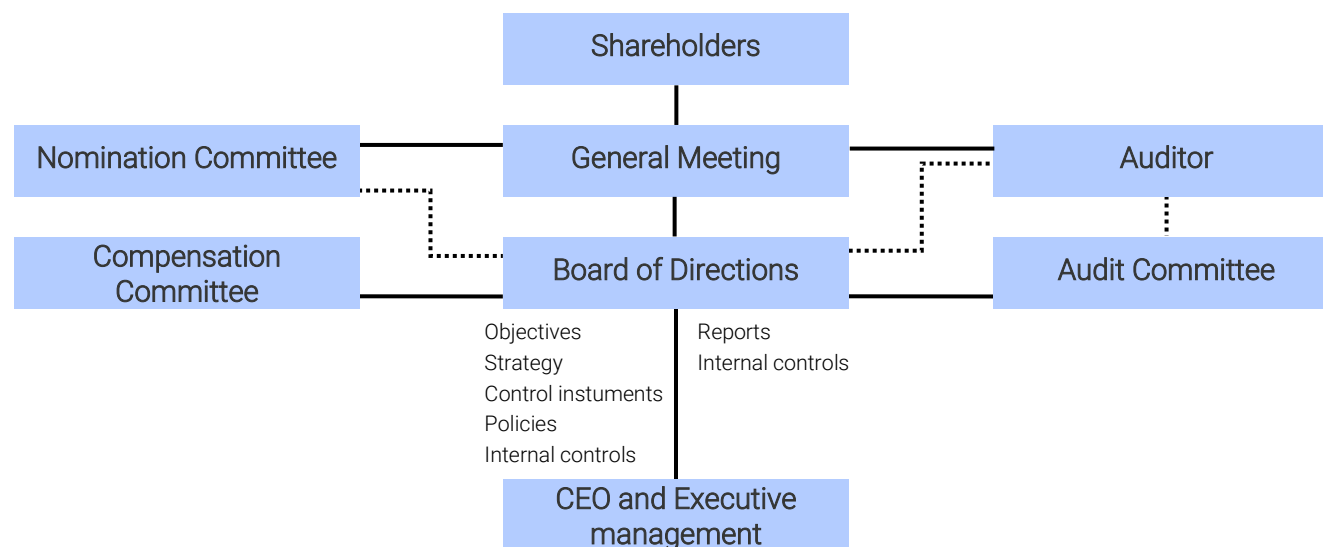 Shareholders
Nomination Committee
General Meeting
Auditor
Compensation
Committee
Board of Directions
Audit Committee
Objectives
Strategy
Control instuments
Policies
Internal controls
Reports
Internal controls
CEO and Executive
management